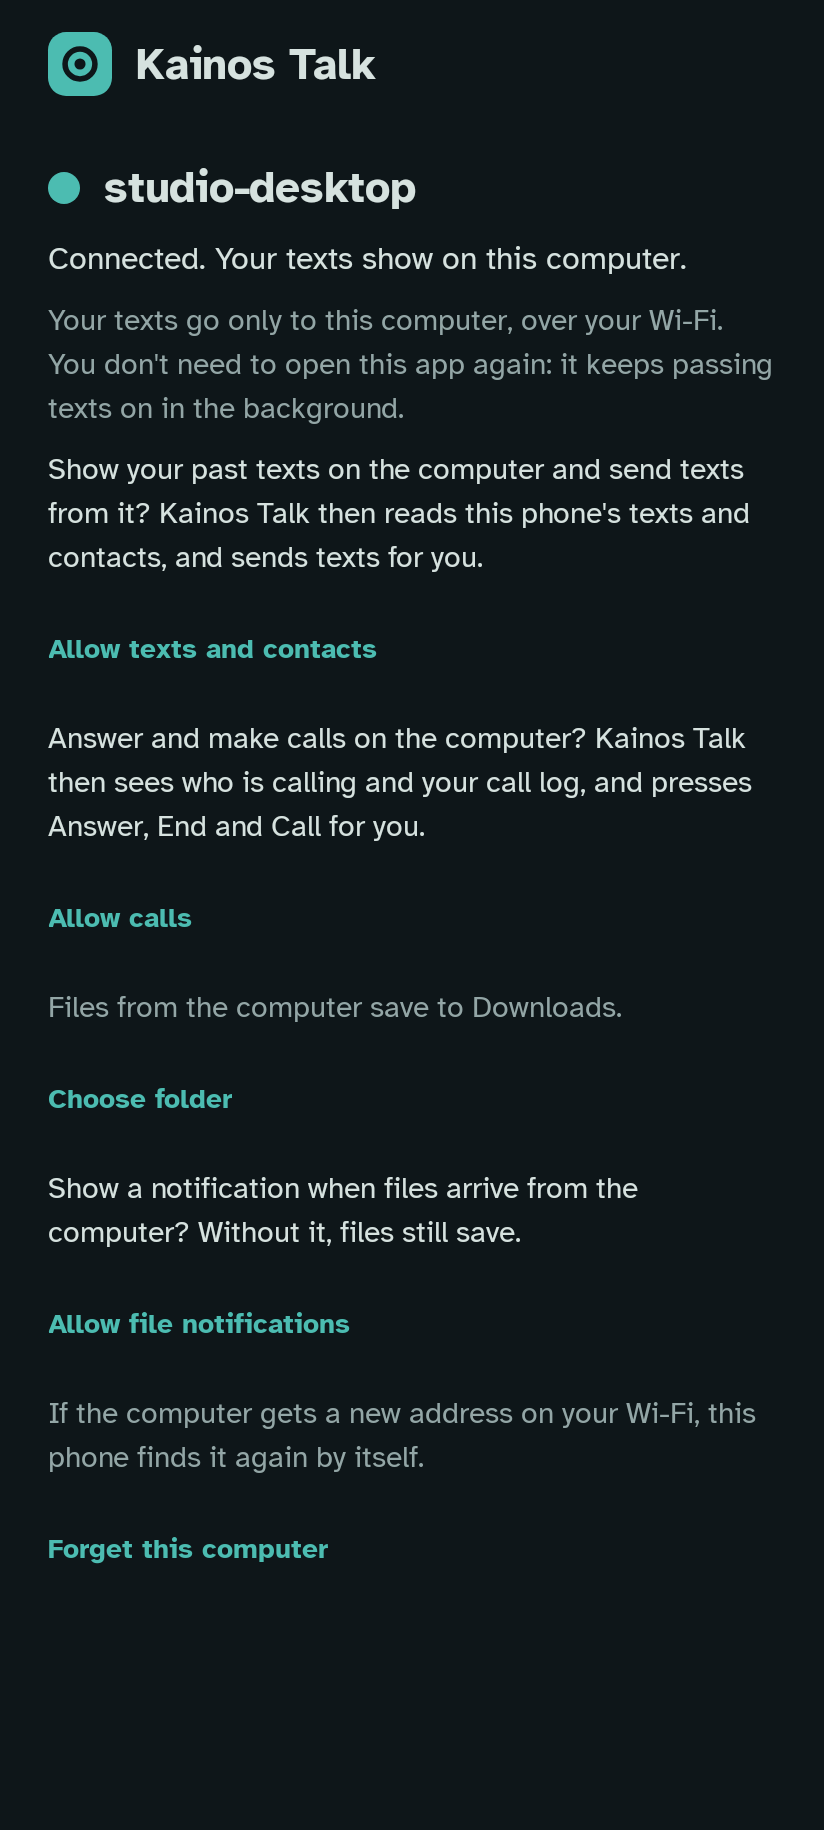 Kainos Talk
studio-desktop
Connected. Your texts show on this computer.
Your texts go only to this computer, over your Wi-Fi.
You don't need to open this app again: it keeps passing
texts on in the background.
Show your past texts on the computer and send texts
from it? Kainos Talk then reads this phone's texts and
contacts, and sends texts for you.
Allow texts and contacts
Answer and make calls on the computer? Kainos Talk
then sees who is calling and your call log, and presses
Answer, End and Call for you.
Allow calls
Files from the computer save to Downloads.
Choose folder
Show a notification when files arrive from the
computer? Without it, files still save.
Allow file notifications
If the computer gets a new address on your Wi-Fi, this
phone finds it again by itself.
Forget this computer